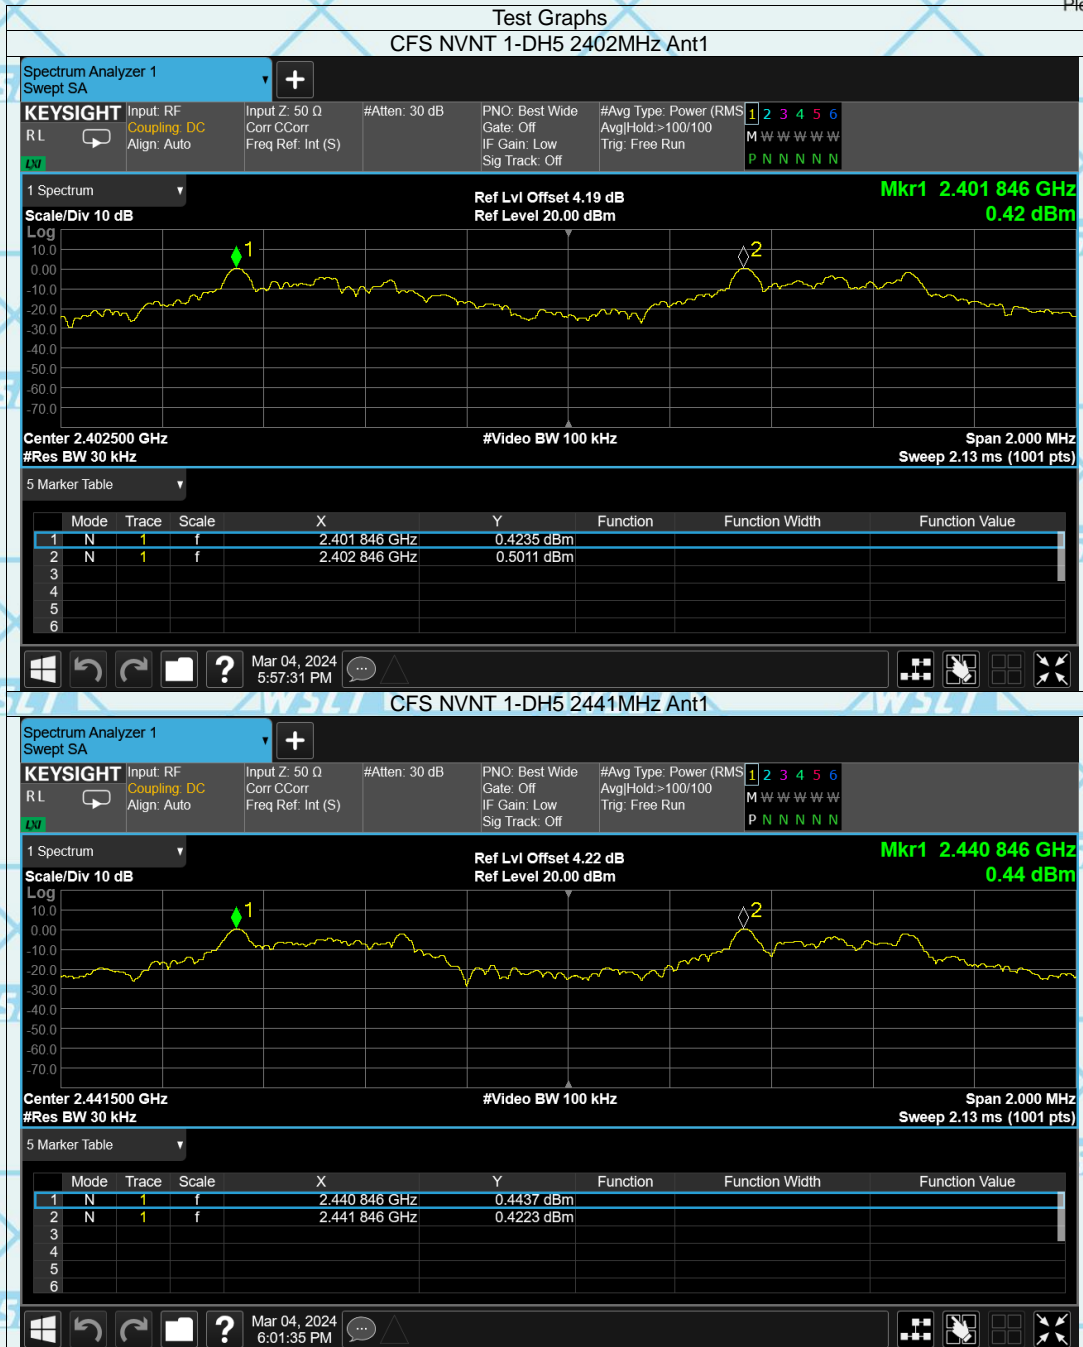 Test Graphs
CFS NVNT 1-DH5 2402MHz Ant1
Spectrum Analyzer 1
Swept SA
+
KEYSIGHT Input: RF Input Z: 50 Ω #Atten: 30 dB PNO: Best Wide #Avg Type: Power (RMS 1 2 3 4 5 6
RL Coupling: DC Corr CCorr Gate: Off Avg|Hold:>100/100 M W W W W W
Align: Auto Freq Ref: Int (S) IF Gain: Low Trig: Free Run
LXI Sig Track: Off P N N N N N
1 Spectrum
Ref Lvl Offset 4.19 dB Mkr1 2.401 846 GHz
Scale/Div 10 dB Ref Level 20.00 dBm 0.42 dBm
Log
10.0
0.00
-10.0
-20.0
-30.0
-40.0
-50.0
-60.0
-70.0
1
2
Center 2.402500 GHz #Video BW 100 kHz Span 2.000 MHz
#Res BW 30 kHz Sweep 2.13 ms (1001 pts)
5 Marker Table
Mode Trace Scale X Y Function Function Width Function Value
1 N 1 f 2.401 846 GHz 0.4235 dBm
2 N 1 f 2.402 846 GHz 0.5011 dBm
3
4
5
6
? Mar 04, 2024
5:57:31 PM
CFS NVNT 1-DH5 2441MHz Ant1
Spectrum Analyzer 1
Swept SA
+
KEYSIGHT Input: RF Input Z: 50 Ω #Atten: 30 dB PNO: Best Wide #Avg Type: Power (RMS 1 2 3 4 5 6
RL Coupling: DC Corr CCorr Gate: Off Avg|Hold:>100/100 M W W W W W
Align: Auto Freq Ref: Int (S) IF Gain: Low Trig: Free Run
LXI Sig Track: Off P N N N N N
1 Spectrum
Ref Lvl Offset 4.22 dB Mkr1 2.440 846 GHz
Scale/Div 10 dB Ref Level 20.00 dBm 0.44 dBm
Log
10.0
0.00
-10.0
-20.0
-30.0
-40.0
-50.0
-60.0
-70.0
1
2
Center 2.441500 GHz #Video BW 100 kHz Span 2.000 MHz
#Res BW 30 kHz Sweep 2.13 ms (1001 pts)
5 Marker Table
Mode Trace Scale X Y Function Function Width Function Value
1 N 1 f 2.440 846 GHz 0.4437 dBm
2 N 1 f 2.441 846 GHz 0.4223 dBm
3
4
5
6
? Mar 04, 2024
6:01:35 PM